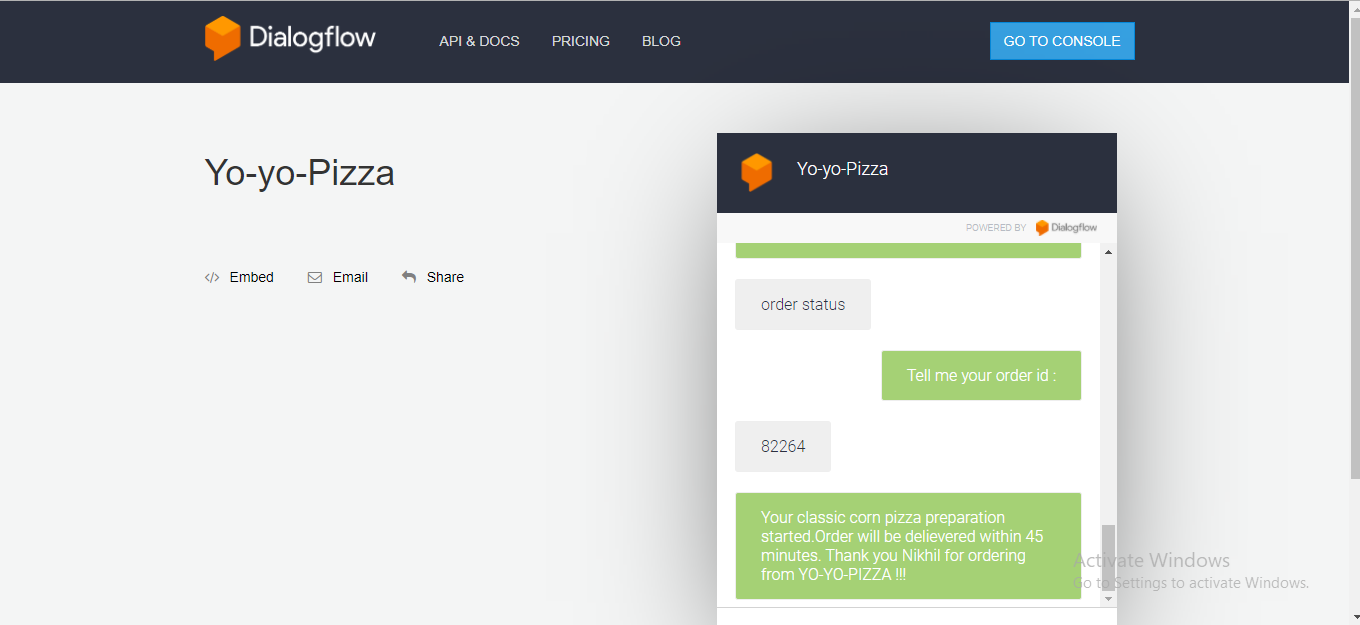 Dialogflow
API & DOCS
PRICING
BLOG
GO TO CONSOLE
Yo-yo-Pizza
Embed
Email
Share
Yo-yo-Pizza
POWERED BY Dialogflow
order status
Tell me your order id :
82264
Your classic corn pizza preparation
started.Order will be delievered within 45
minutes. Thank you Nikhil for ordering
from YO-YO-PIZZA !!!
Activate Windows
Go to Settings to activate Windows.